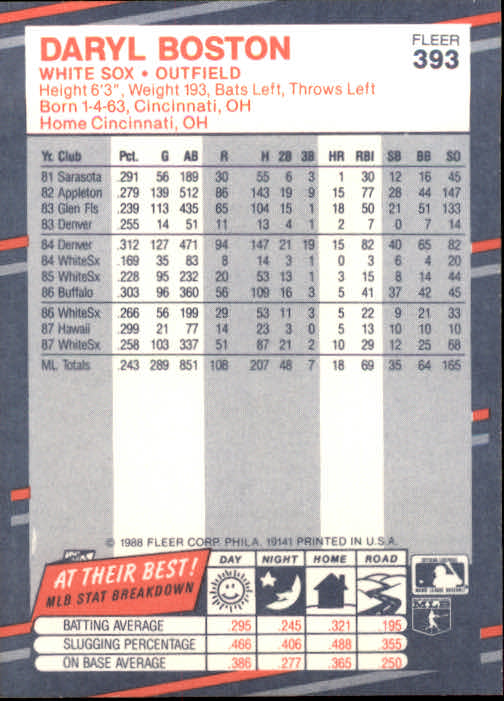 DARYL BOSTON
FLEER
393
WHITE SOX • OUTFIELD
Height 6'3", Weight 193, Bats Left, Throws Left
Born 1-4-63, Cincinnati, OH
Home Cincinnati, OH
Yr. Club Pct. G AB R H 2B 3B HR RBI SB BB SO
81 Sarasota .291 56 189 30 55 6 3 1 30 12 16 45
82 Appleton .279 139 512 86 143 19 9 15 77 28 44 147
83 Glen Fls .239 113 435 65 104 15 1 18 50 21 51 133
83 Denver .255 14 51 11 13 4 1 2 7 0 7 14
84 Denver .312 127 471 94 147 21 19 15 82 40 65 82
84 WhiteSx .169 35 83 8 14 3 1 0 3 6 4 20
85 WhiteSx .228 95 232 20 53 13 1 3 15 8 14 44
86 Buffalo .303 96 360 56 109 16 3 5 41 37 42 45
86 WhiteSx .266 56 199 29 53 11 3 5 22 9 21 33
87 Hawaii .299 21 77 14 23 3 0 5 13 10 10 10
87 WhiteSx .258 103 337 51 87 21 2 10 29 12 25 68
ML Totals .243 289 851 108 207 48 7 18 69 35 64 165
© 1988 FLEER CORP. PHILA. 19141 PRINTED IN U.S.A.
AT THEIR BEST!
MLB STAT BREAKDOWN
DAY NIGHT HOME ROAD
BATTING AVERAGE .295 .245 .321 .195
SLUGGING PERCENTAGE .466 .406 .488 .355
ON BASE AVERAGE .386 .277 .365 .250